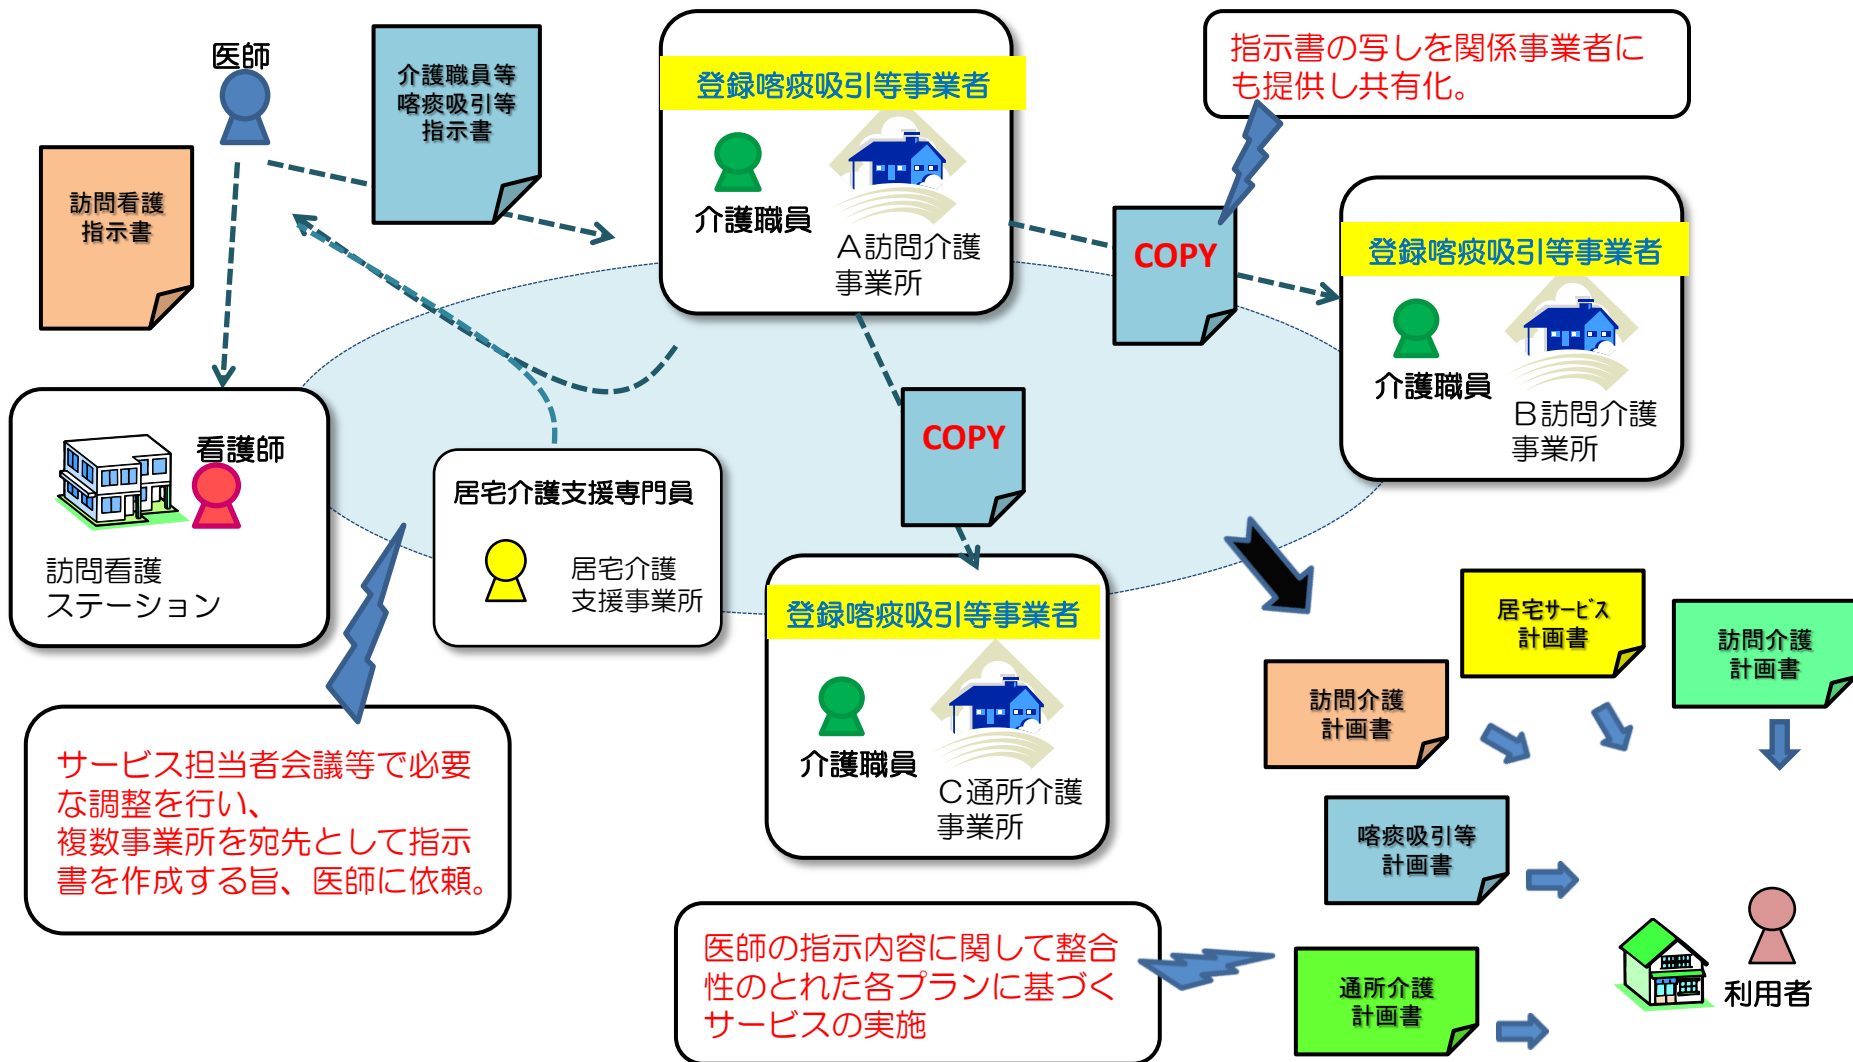 医師
介護職員等
喀痰吸引等
指示書
訪問看護
指示書
登録喀痰吸引等事業者
介護職員
A訪問介護
事業所
指示書の写しを関係事業者に
も提供し共有化。
COPY
登録喀痰吸引等事業者
介護職員
B訪問介護
事業所
看護師
訪問看護
ステーション
居宅介護支援専門員
居宅介護
支援事業所
COPY
登録喀痰吸引等事業者
介護職員
C通所介護
事業所
サービス担当者会議等で必要
な調整を行い、
複数事業所を宛先として指示
書を作成する旨、医師に依頼。
居宅サービス
計画書
訪問介護
計画書
訪問介護
計画書
喀痰吸引等
計画書
通所介護
計画書
医師の指示内容に関して整合
性のとれた各プランに基づく
サービスの実施
利用者